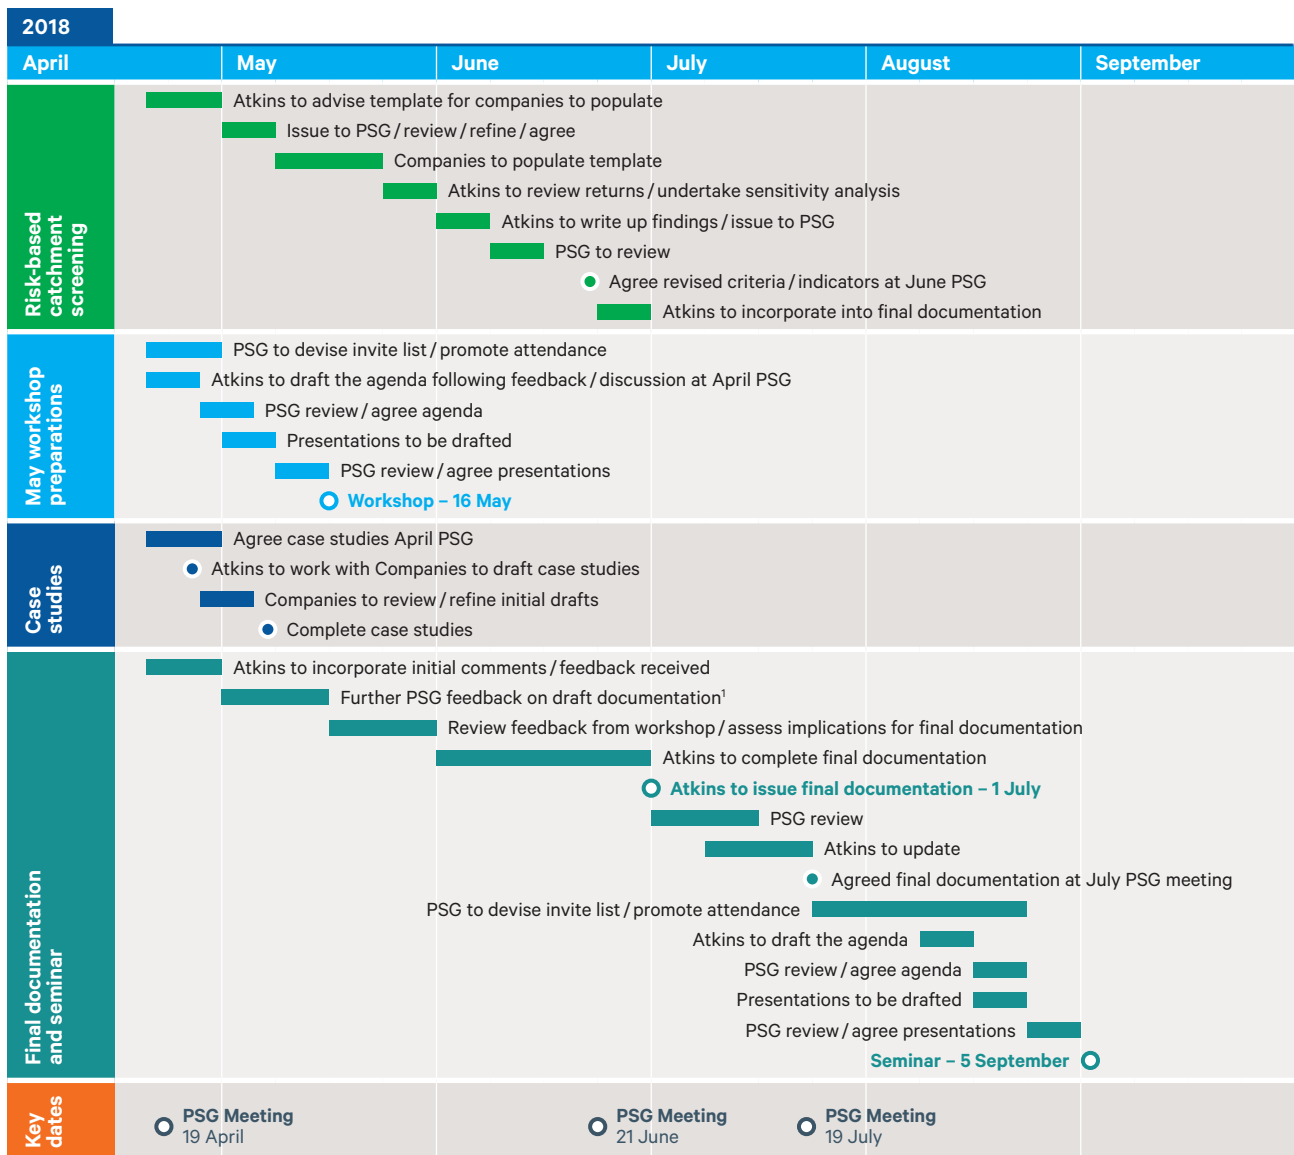 2018
April
May
June
July
August
September
Risk-based
catchment
screening
Atkins to advise template for companies to populate
Issue to PSG/review/refine/agree
Companies to populate template
Atkins to review returns/undertake sensitivity analysis
Atkins to write up findings/issue to PSG
PSG to review
Agree revised criteria/indicators at June PSG
Atkins to incorporate into final documentation
May workshop
preparations
PSG to devise invite list/promote attendance
Atkins to draft the agenda following feedback/discussion at April PSG
PSG review/agree agenda
Presentations to be drafted
PSG review/agree presentations
Workshop – 16 May
Case
studies
Agree case studies April PSG
Atkins to work with Companies to draft case studies
Companies to review/refine initial drafts
Complete case studies
Final documentation
and seminar
Atkins to incorporate initial comments/feedback received
Further PSG feedback on draft documentation¹
Review feedback from workshop/assess implications for final documentation
Atkins to complete final documentation
Atkins to issue final documentation – 1 July
PSG review
Atkins to update
Agreed final documentation at July PSG meeting
PSG to devise invite list/promote attendance
Atkins to draft the agenda
PSG review/agree agenda
Presentations to be drafted
PSG review/agree presentations
Seminar – 5 September
Key
dates
PSG Meeting
19 April
PSG Meeting
21 June
PSG Meeting
19 July